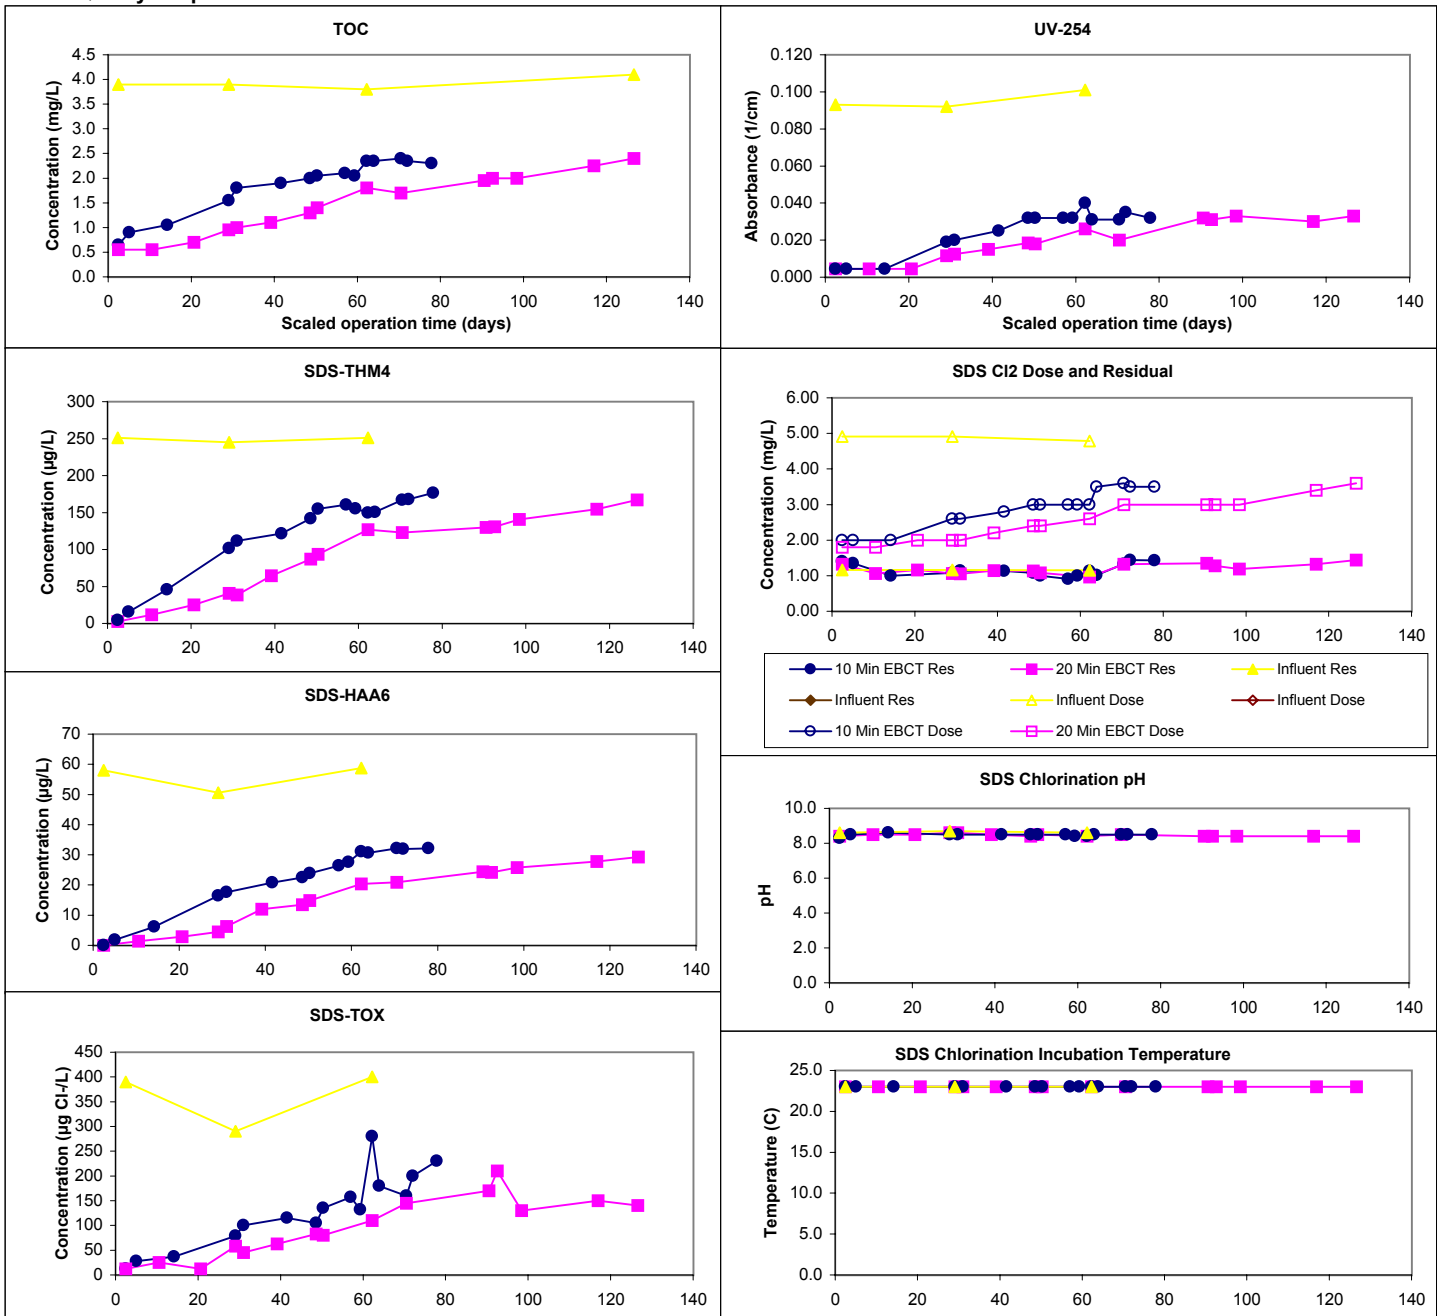 TOC
4.5
4.0
3.5
3.0
2.5
2.0
1.5
1.0
0.5
0.0
Concentration (mg/L)
0 20 40 60 80 100 120 140
Scaled operation time (days)
UV-254
0.120
0.100
0.080
0.060
0.040
0.020
0.000
Absorbance (1/cm)
0 20 40 60 80 100 120 140
Scaled operation time (days)
SDS-THM4
300
250
200
150
100
50
0
Concentration (µg/L)
0 20 40 60 80 100 120 140
SDS Cl2 Dose and Residual
6.00
5.00
4.00
3.00
2.00
1.00
0.00
Concentration (mg/L)
0 20 40 60 80 100 120 140
10 Min EBCT Res 20 Min EBCT Res Influent Res
Influent Res Influent Dose Influent Dose
10 Min EBCT Dose 20 Min EBCT Dose
SDS-HAA6
70
60
50
40
30
20
10
0
Concentration (µg/L)
0 20 40 60 80 100 120 140
SDS Chlorination pH
10.0
8.0
6.0
4.0
2.0
0.0
pH
0 20 40 60 80 100 120 140
SDS-TOX
450
400
350
300
250
200
150
100
50
0
Concentration (µg Cl-/L)
0 20 40 60 80 100 120 140
SDS Chlorination Incubation Temperature
25.0
20.0
15.0
10.0
5.0
0.0
Temperature (C)
0 20 40 60 80 100 120 140